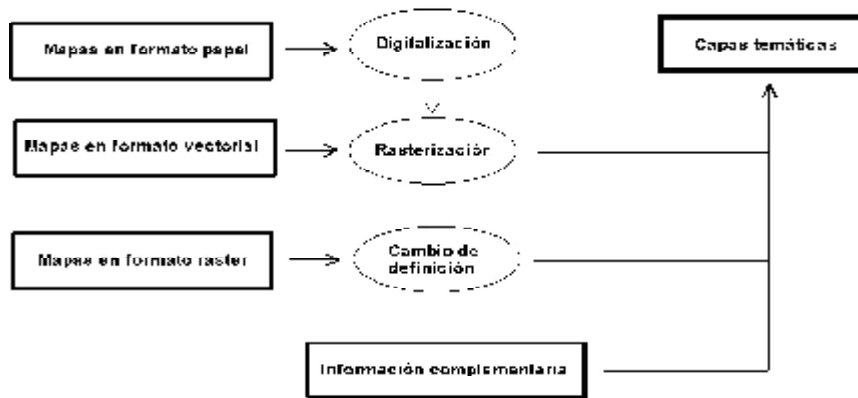 Mapas en formato papel
Digitalización
Capas temáticas
Mapas en formato vectorial
Rasterización
Mapas en formato raster
Cambio de
definición
Información complementaria